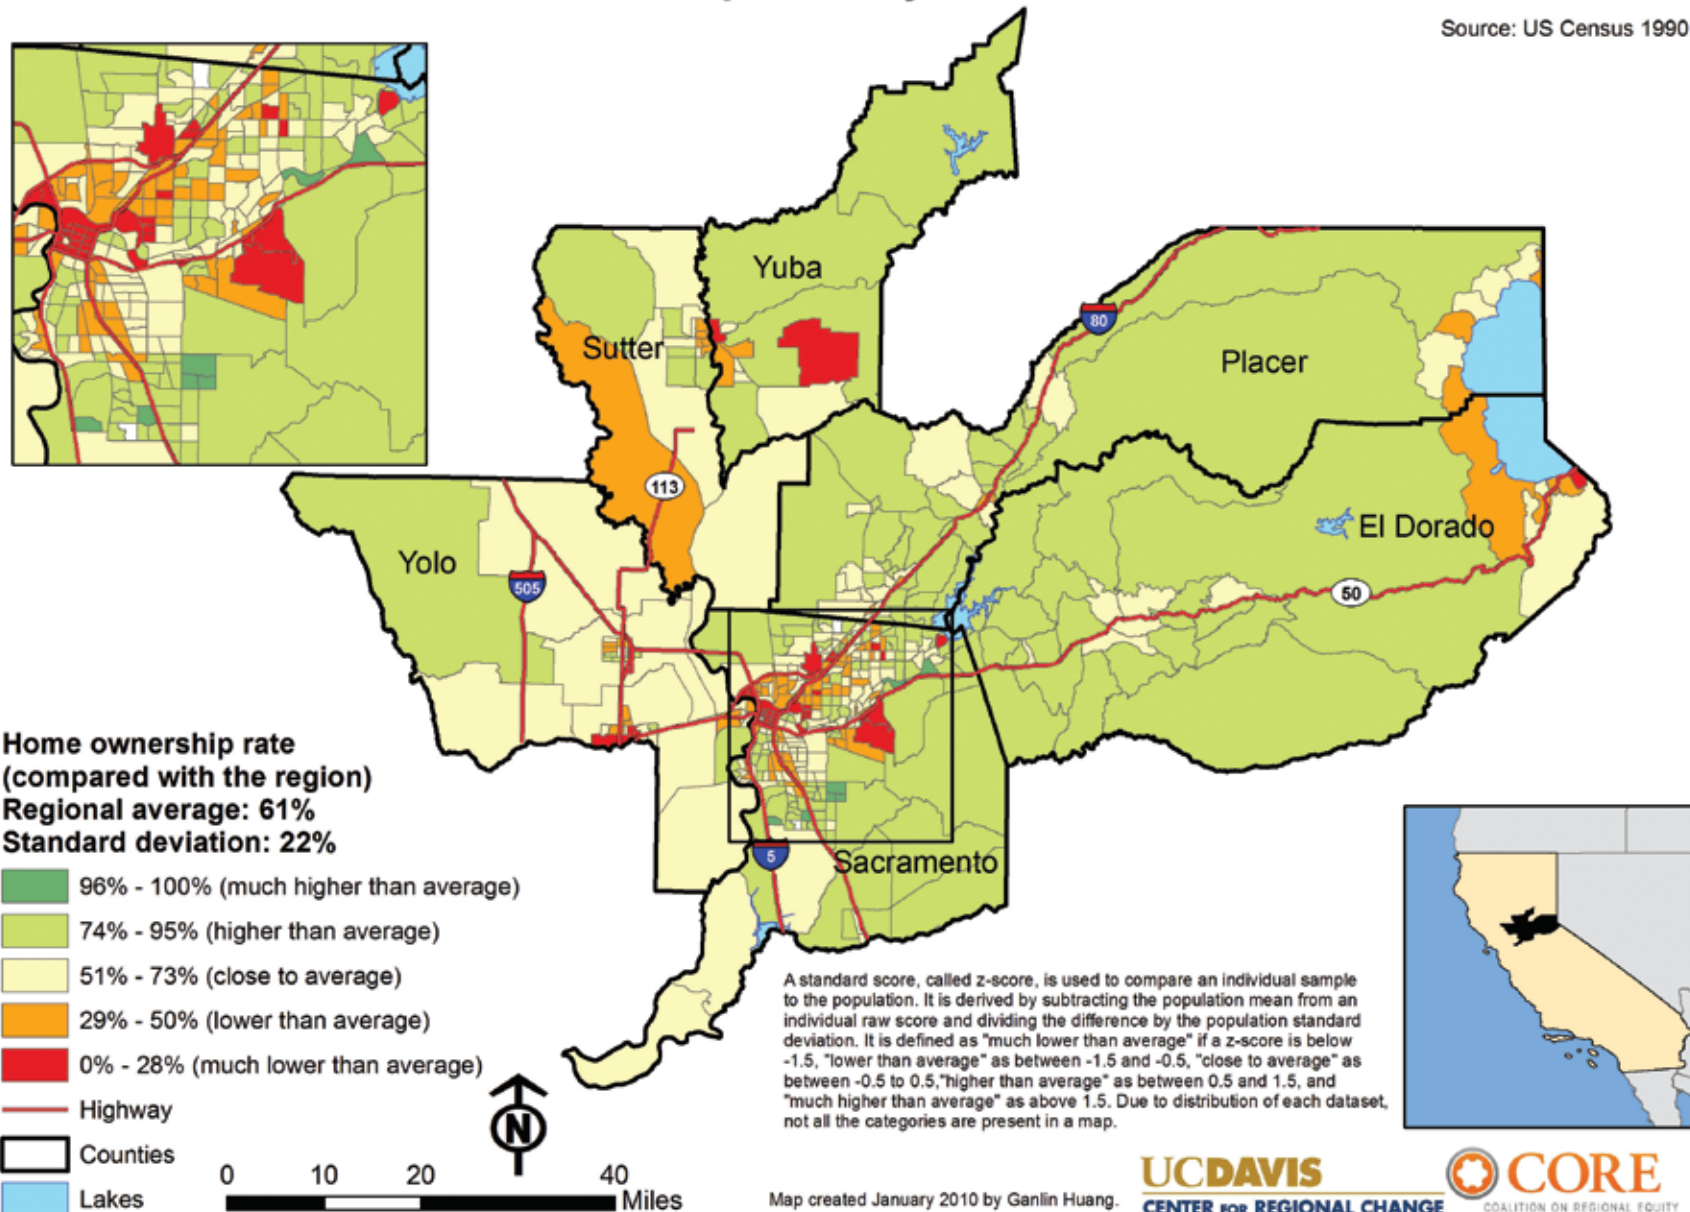 Source: US Census 1990
Yuba
80
Sutter
Placer
113
El Dorado
Yolo
505
50
5
Sacramento
Home ownership rate
(compared with the region)
Regional average: 61%
Standard deviation: 22%
96% - 100% (much higher than average)
74% - 95% (higher than average)
51% - 73% (close to average)
29% - 50% (lower than average)
0% - 28% (much lower than average)
Highway
Counties
Lakes
N
0 10 20 40
Miles
A standard score, called z-score, is used to compare an individual sample
to the population. It is derived by subtracting the population mean from an
individual raw score and dividing the difference by the population standard
deviation. It is defined as "much lower than average" if a z-score is below
-1.5, "lower than average" as between -1.5 and -0.5, "close to average" as
between -0.5 to 0.5,"higher than average" as between 0.5 and 1.5, and
"much higher than average" as above 1.5. Due to distribution of each dataset,
not all the categories are present in a map.
Map created January 2010 by Ganlin Huang.
UCDAVIS
CENTER FOR REGIONAL CHANGE
CORE
COALITION ON REGIONAL EQUITY